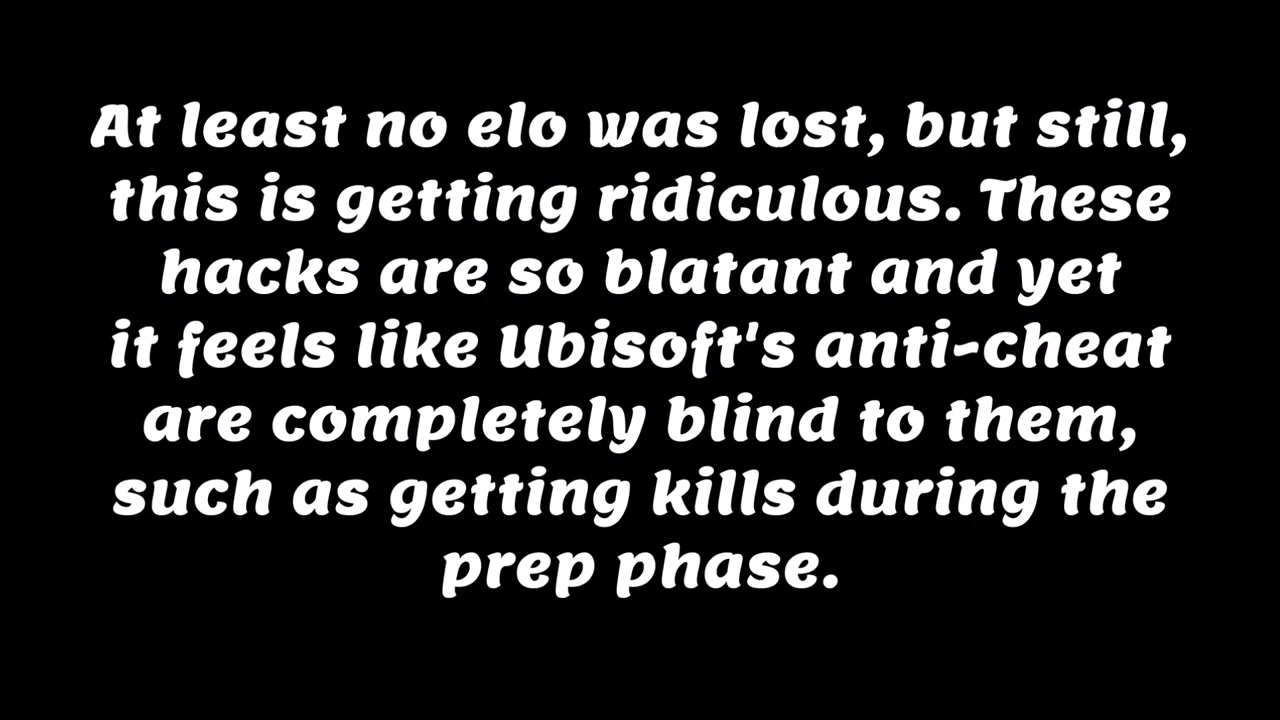 At least no elo was lost, but still,
this is getting ridiculous. These
hacks are so blatant and yet
it feels like Ubisoft's anti-cheat
are completely blind to them,
such as getting kills during the
prep phase.